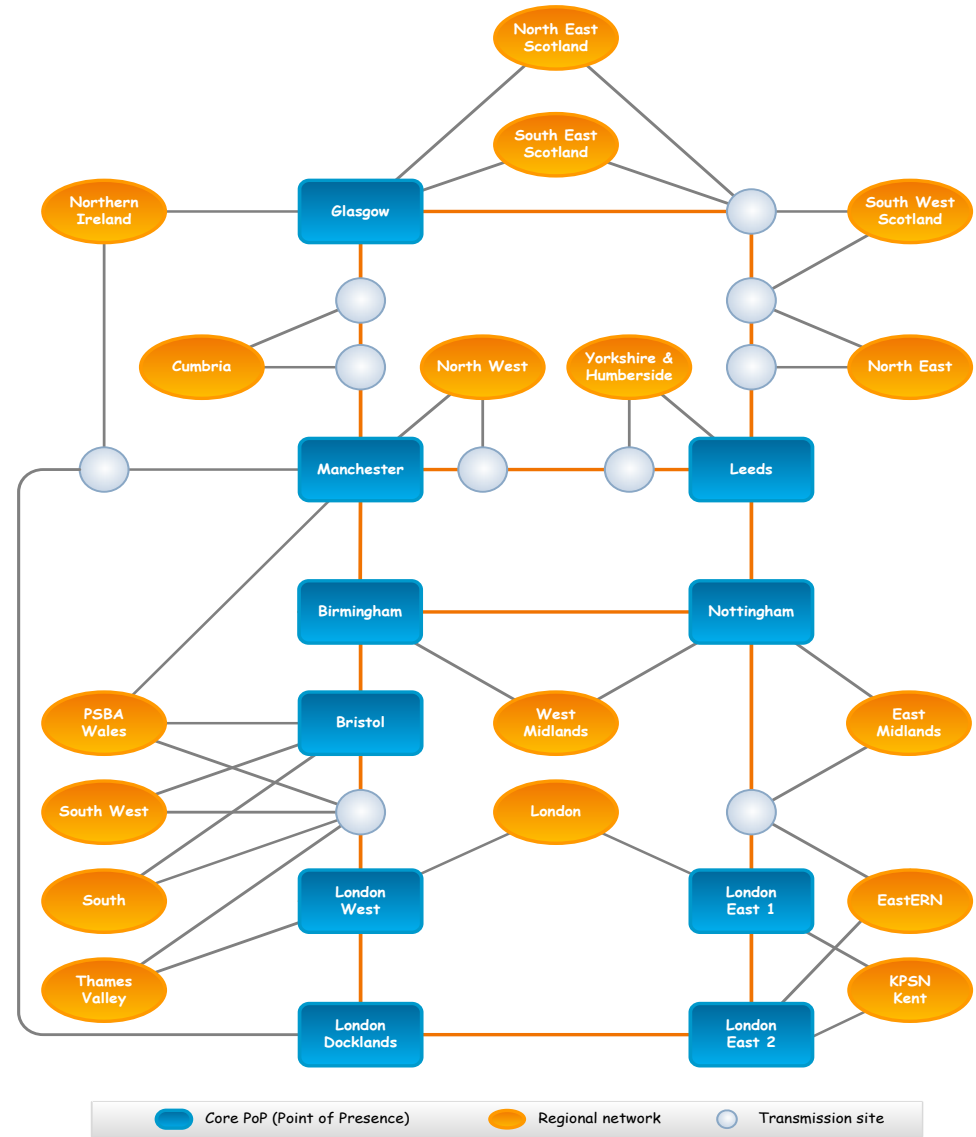 North East
Scotland
South East
Scotland
Northern
Ireland
Glasgow
South West
Scotland
Cumbria
North West
Yorkshire &
Humberside
North East
Manchester
Leeds
Birmingham
Nottingham
PSBA
Wales
Bristol
West
Midlands
East
Midlands
South West
London
South
London
West
London
East 1
EastERN
Thames
Valley
KPSN
Kent
London
Docklands
London
East 2
Core PoP (Point of Presence)
Regional network
Transmission site